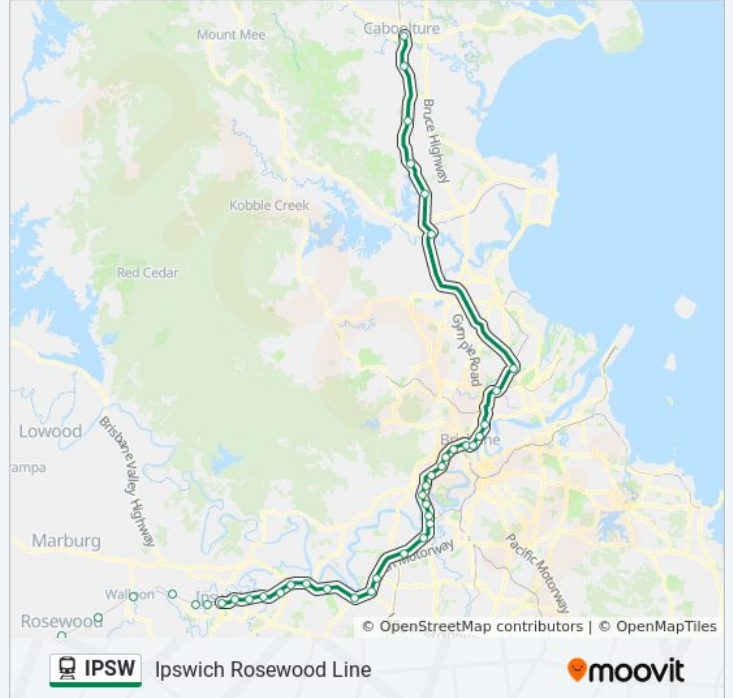 Caboolture
Mount Mee
Bruce Highway
Kobble Creek
Red Cedar
Gympie Road
Lowood
Brisbane
Brisbane Valley Highway
ampa
Marburg
Motorway
Pacific Motorway
Walloon
Ips
Rosewood
© OpenStreetMap contributors | © OpenMapTiles
IPSW Ipswich Rosewood Line moovit